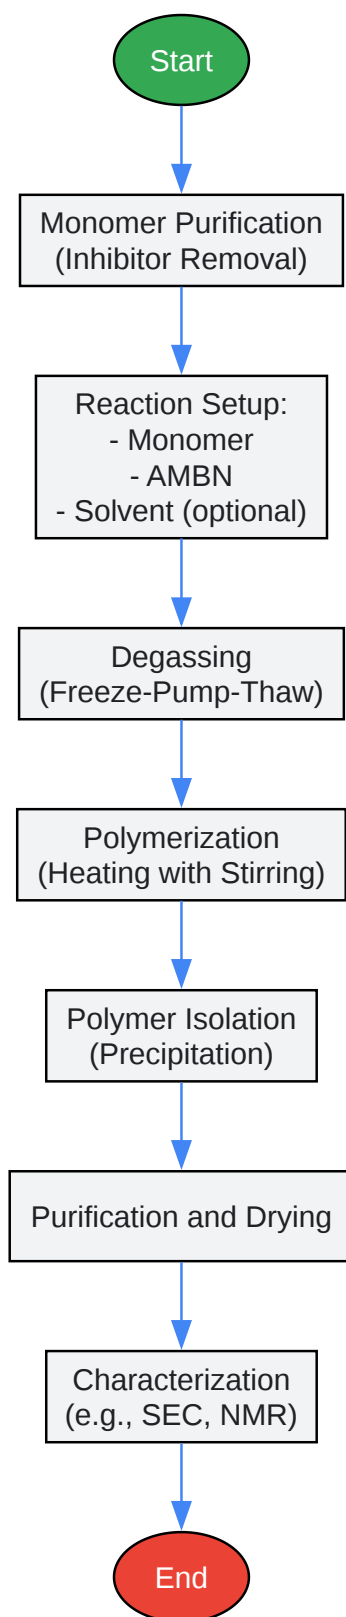 Start
Monomer Purification
(Inhibitor Removal)
Reaction Setup:
- Monomer
- AMBN
- Solvent (optional)
Degassing
(Freeze-Pump-Thaw)
Polymerization
(Heating with Stirring)
Polymer Isolation
(Precipitation)
Purification and Drying
Characterization
(e.g., SEC, NMR)
End